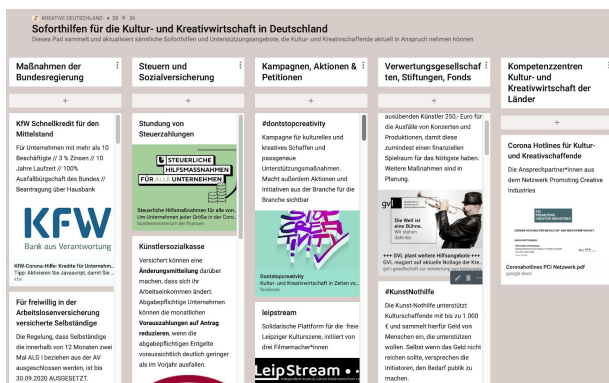 KREATIVE DEUTSCHLAND + 38 3h
Soforthilfen für die Kultur- und Kreativwirtschaft in Deutschland
Dieses Pad sammelt und aktualisiert sämtliche Soforthilfen und Unterstützungsangebote, die Kultur- und Kreativschaffende aktuell in Anspruch nehmen können
Maßnahmen der
Bundesregierung
+
KfW Schnellkredit für den
Mittelstand
Für Unternehmen mit mehr als 10
Beschäftigte // 3 % Zinsen // 10
Jahre Laufzeit // 100%
Ausfallbürgschaft des Bundes //
Beantragung über Hausbank
KFW
Bank aus Verantwortung
KfW-Corona-Hilfe: Kredite für Unternehm...
Tipp: Aktivieren Sie Javascript, damit Sie ...
kfw
Für freiwillig in der
Arbeitslosenversicherung
versicherte Selbständige
Die Regelung, dass Selbständige
die innerhalb von 12 Monaten zwei
Mal ALG I beziehen aus der AV
ausgeschlossen werden, ist bis
30.09.2020 AUSGESETZT.
Steuern und
Sozialversicherung
+
Stundung von
Steuerzahlungen
STEUERLICHE
HILFSMASSNAHMEN
FÜR ALLE UNTERNEHMEN
Steuerliche Hilfsmaßnahmen für alle von...
Um Unternehmen jeder Größe in der Coro...
bundesministerium der finanzen
Künstlersozialkasse
Versichert können eine
Änderungsmitteilung darüber
machen, dass sich ihr
Arbeitseinkommen ändert.
Abgabepflichtige Unternehmen
können die monatlichen
Vorauszahlungen auf Antrag
reduzieren, wenn die
abgabepflichtigen Entgelte
voraussichtlich deutlich geringer
als im Vorjahr ausfallen.
Kampagnen, Aktionen &
Petitionen
+
#dontstopcreativity
Kampagne für kulturelles und
kreatives Schaffen und
passgenaue
Unterstützungsmaßnahmen.
Macht außerdem Aktionen und
Initiativen aus der Branche für die
Branche sichtbar
Dontstopcreativity
Kultur- und Kreativwirtschaft in Zeiten vo...
facebook
leipstream
Solidarische Plattform für die freie
Leipziger Kulturszene, initiiert von
drei Filmemacher*innen
LeipStream
Verwertungsgesellschaf
ten, Stiftungen, Fonds
+
ausübenden Künstler 250,- Euro für
die Ausfälle von Konzerten und
Produktionen, damit diese
zumindest einen finanziellen
Spielraum für das Nötigste haben.
Weitere Maßnahmen sind in
Planung.
gvl
Die Welt ist
eine Bühne.
Wir stehen
dahinter.
+++ GVL plant weitere Hilfsangebote +++
GVL reagiert auf aktuelle Notlage der Kre...
#KunstNothilfe
Die Kunst-Nothilfe unterstützt
Kulturschaffende mit bis zu 1.000
€ und sammelt hierfür Geld von
Menschen ein, die unterstützen
wollen. Selbst wenn das Geld nicht
reichen sollte, versprechen die
Initiatoren, den Bedarf publik zu
machen.
Kompetenzzentren
Kultur- und
Kreativwirtschaft der
Länder
+
Corona Hotlines für Kultur-
und Kreativschaffende
Die Ansprechpartner*innen aus
dem Netzwerk Promoting Creative
Industries
PCI
PROMOTING
CREATIVE INDUSTRIES
Coronahotlines PCI Netzwerk.pdf
google docs